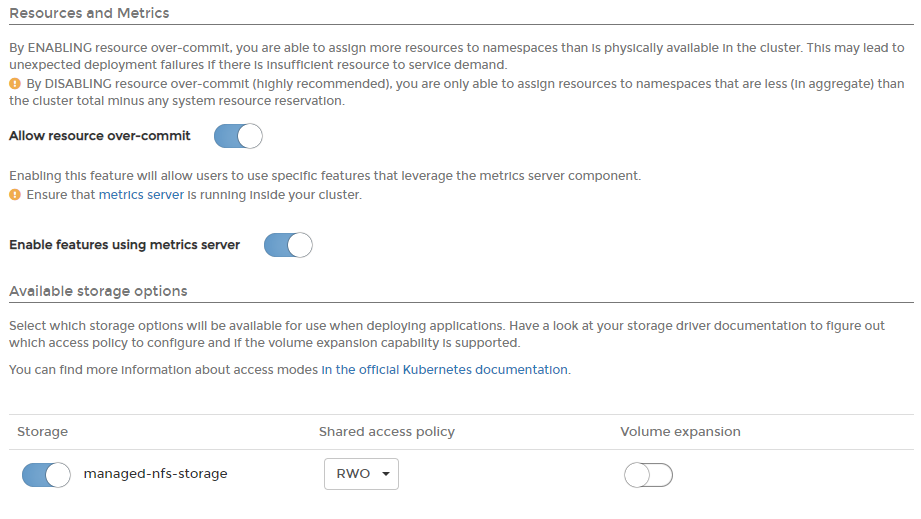 Resources and Metrics
By ENABLING resource over-commit, you are able to assign more resources to namespaces than is physically available in the cluster. This may lead to
unexpected deployment failures if there is insufficient resource to service demand.
By DISABLING resource over-commit (highly recommended), you are only able to assign resources to namespaces that are less (in aggregate) than
the cluster total minus any system resource reservation.
Allow resource over-commit
Enabling this feature will allow users to use specific features that leverage the metrics server component.
Ensure that metrics server is running inside your cluster.
Enable features using metrics server
Available storage options
Select which storage options will be available for use when deploying applications. Have a look at your storage driver documentation to figure out
which access policy to configure and if the volume expansion capability is supported.
You can find more information about access modes in the official Kubernetes documentation.
Storage Shared access policy Volume expansion
managed-nfs-storage RWO